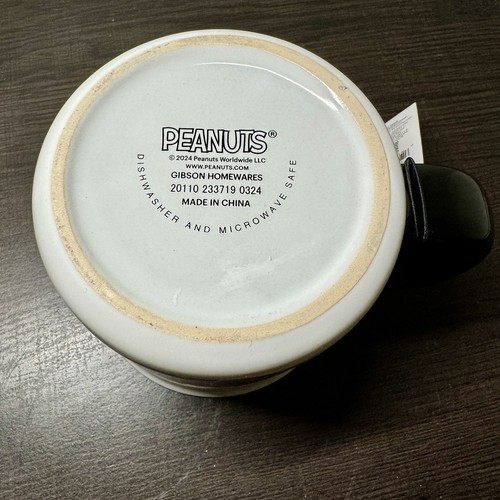 PEANUTS®
© 2024 Peanuts Worldwide LLC
WWW.PEANUTS.COM
GIBSON HOMEWARES
20110 233719 0324
MADE IN CHINA
DISHWASHER AND MICROWAVE SAFE